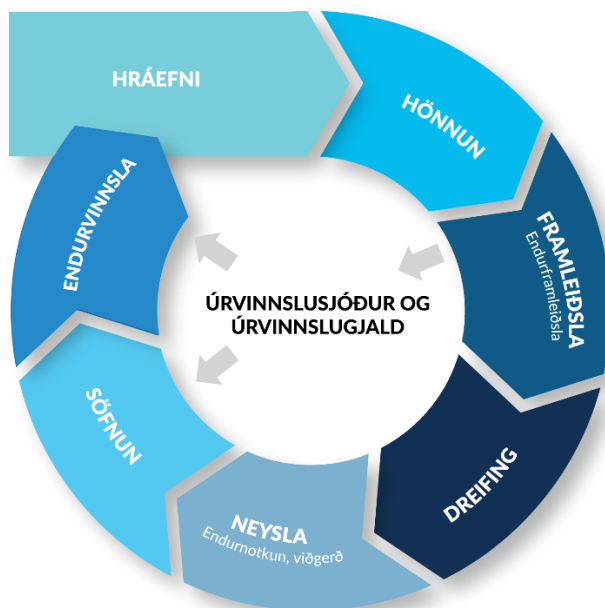 HRÁEFNI
HÖNNUN
FRAMLEIÐSLA
Endurframleiðsla
DREIFING
NEYSLA
Endurnotkun, viðgerð
SÖFNUN
ENDURVINNSLA
ÚRVINNSLUSJÓÐUR OG
ÚRVINNSLUGJALD